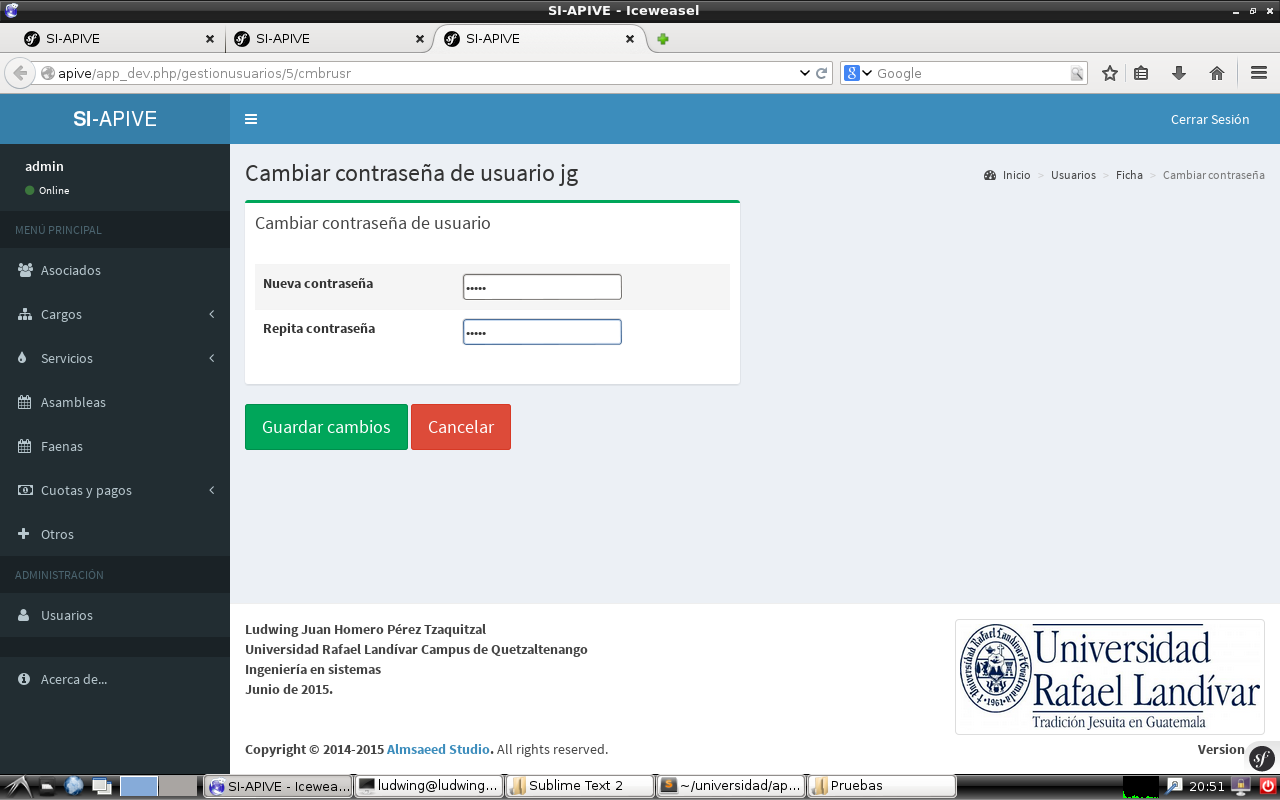 SI-APIVE - Iceweasel
SI-APIVE
SI-APIVE
SI-APIVE
apive/app_dev.php/gestionusuarios/5/cmbrusr
Google
SI-APIVE
Cerrar Sesión
admin
Online
MENÚ PRINCIPAL
Asociados
Cargos
Servicios
Asambleas
Faenas
Cuotas y pagos
Otros
ADMINISTRACIÓN
Usuarios
Acerca de...
Cambiar contraseña de usuario jg
Inicio > Usuarios > Ficha > Cambiar contraseña
Cambiar contraseña de usuario
Nueva contraseña •••••
Repita contraseña •••••
Guardar cambios Cancelar
Ludwing Juan Homero Pérez Tzaquitzal
Universidad Rafael Landívar Campus de Quetzaltenango
Ingeniería en sistemas
Junio de 2015.
Universidad
Rafael Landívar
Tradición Jesuita en Guatemala
Copyright © 2014-2015 Almsaeed Studio. All rights reserved.
Version
SI-APIVE - Icewea...
ludwing@ludwing...
Sublime Text 2
~/universidad/ap...
Pruebas
20:51